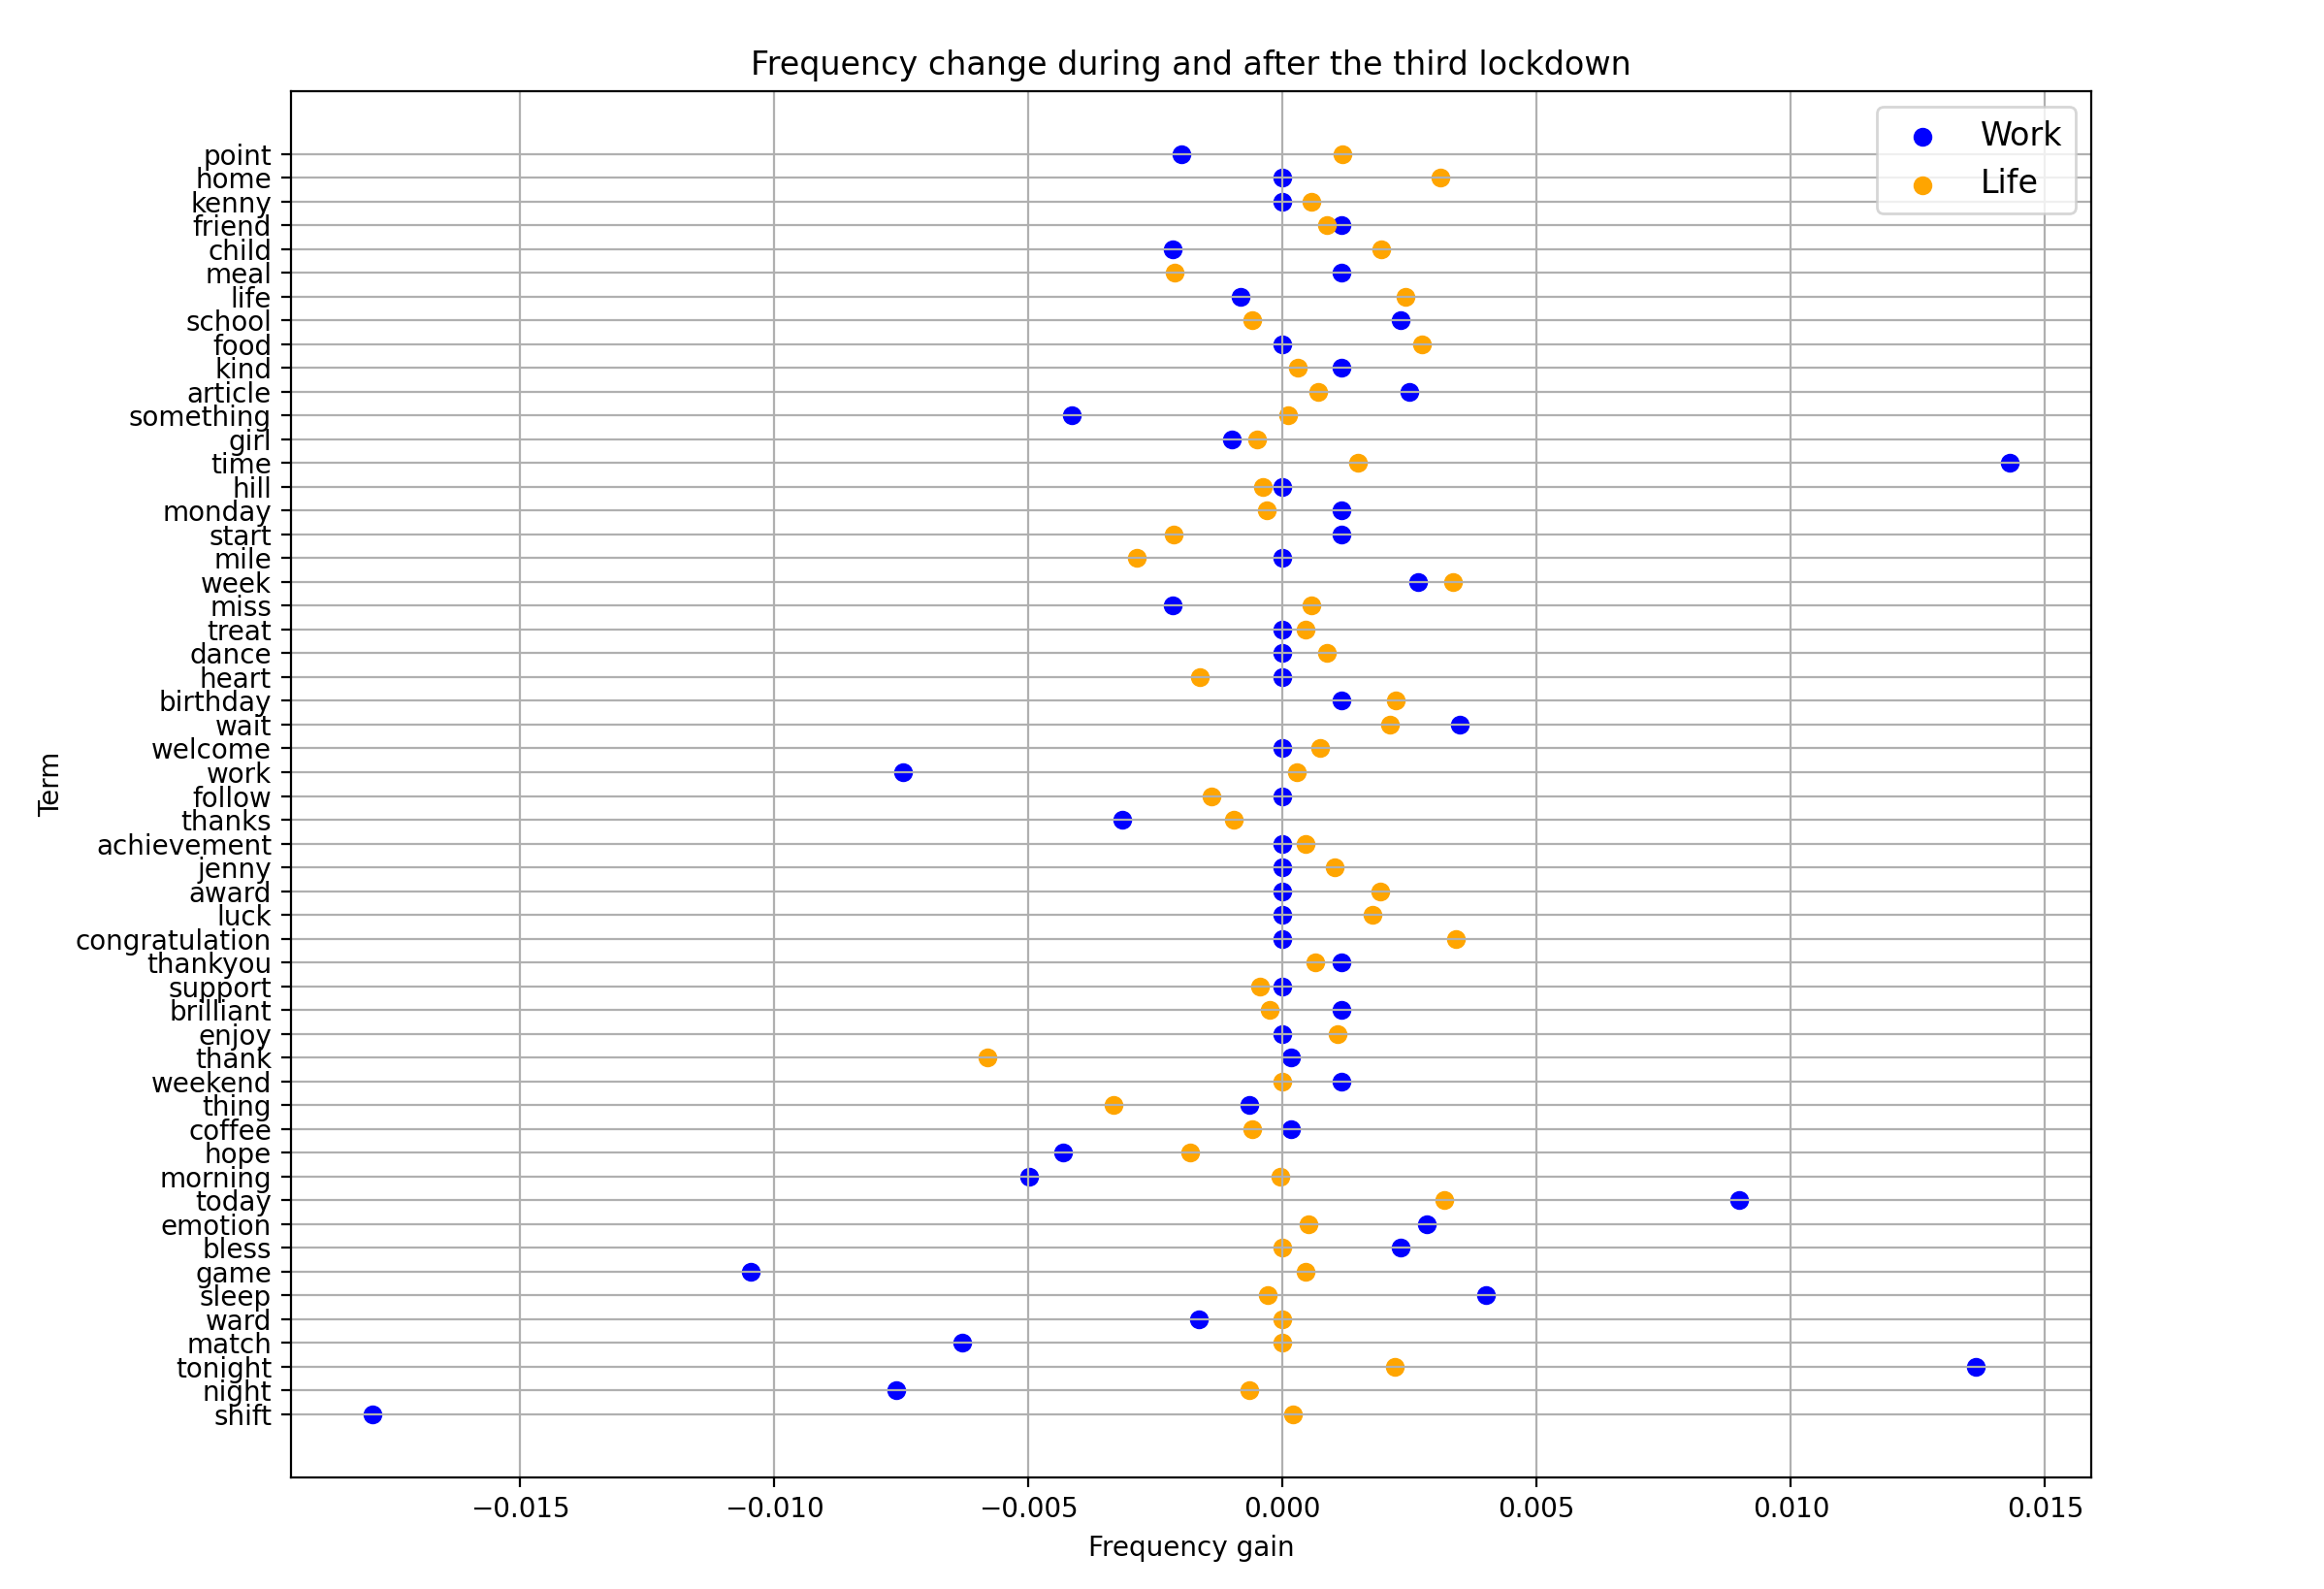 Frequency change during and after the third lockdown
Work
Life
point
home
kenny
friend
child
meal
life
school
food
kind
article
something
girl
time
hill
monday
start
mile
week
miss
treat
dance
heart
birthday
wait
welcome
work
follow
thanks
achievement
jenny
award
luck
congratulation
thankyou
support
brilliant
enjoy
thank
weekend
thing
coffee
hope
morning
today
emotion
bless
game
sleep
ward
match
tonight
night
shift
Term
−0.015 −0.010 −0.005 0.000 0.005 0.010 0.015
Frequency gain